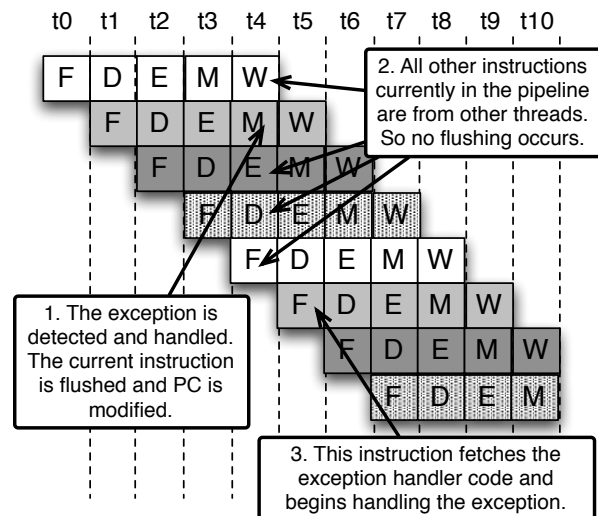 t0 t1 t2 t3 t4 t5 t6 t7 t8 t9 t10
F D E M W
2. All other instructions
currently in the pipeline
are from other threads.
So no flushing occurs.
F D E M W
F D E M W
F D E M W
F D E M W
1. The exception is
detected and handled.
The current instruction
is flushed and PC is
modified.
F D E M W
F D E M W
F D E M
3. This instruction fetches the
exception handler code and
begins handling the exception.